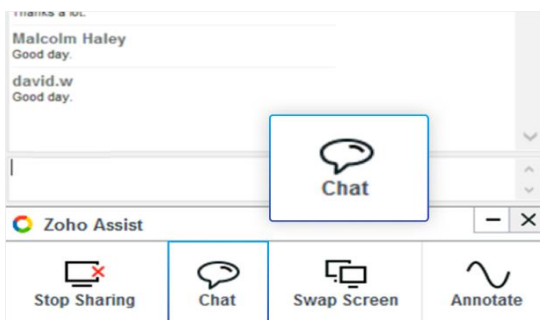 Thanks a lot.
Malcolm Haley
Good day.
david.w
Good day.
Chat
Zoho Assist
Stop Sharing
Chat
Swap Screen
Annotate